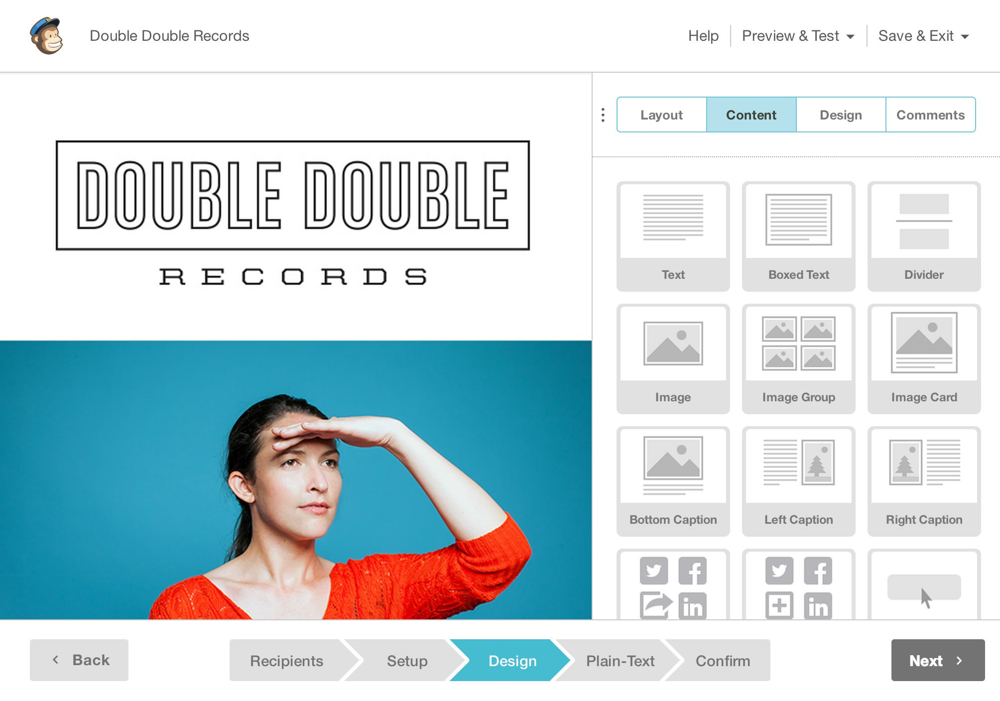 Double Double Records
Help
Preview & Test
Save & Exit
DOUBLE DOUBLE
RECORDS
Layout
Content
Design
Comments
Text
Boxed Text
Divider
Image
Image Group
Image Card
Bottom Caption
Left Caption
Right Caption
in
in
Back
Recipients
Setup
Design
Plain-Text
Confirm
Next